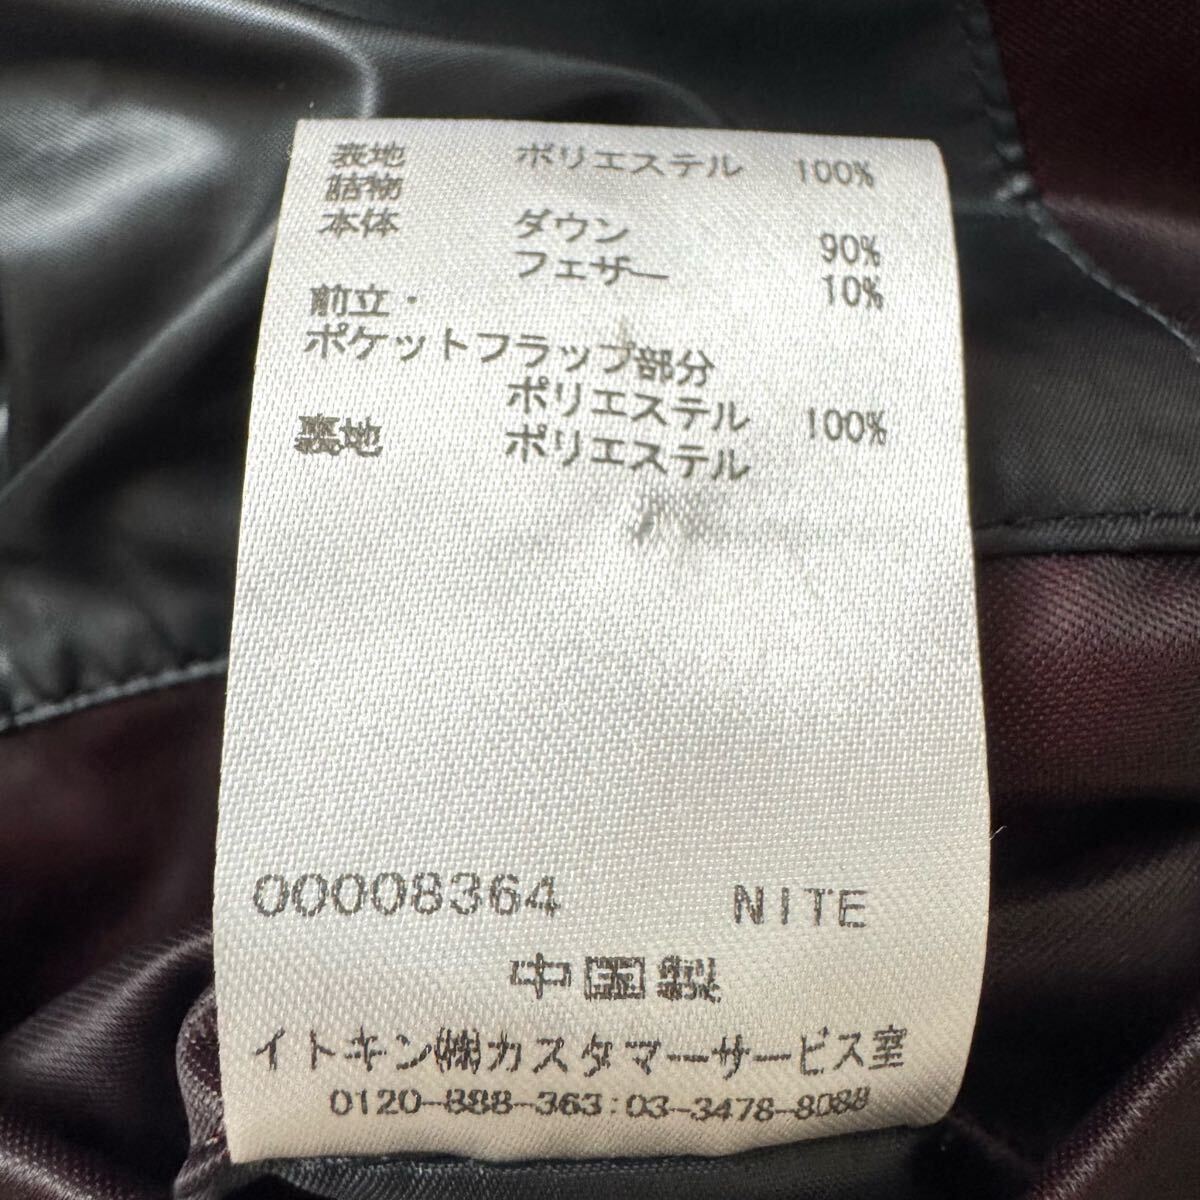 表地 ポリエステル 100%
詰物
本体 ダウン 90%
フェザー 10%
前立・
ポケットフラップ部分
ポリエステル 100%
裏地 ポリエステル
00008364 NITE
中国製
イトキン㈱カスタマーサービス室
0120-888-363:03-3478-8088